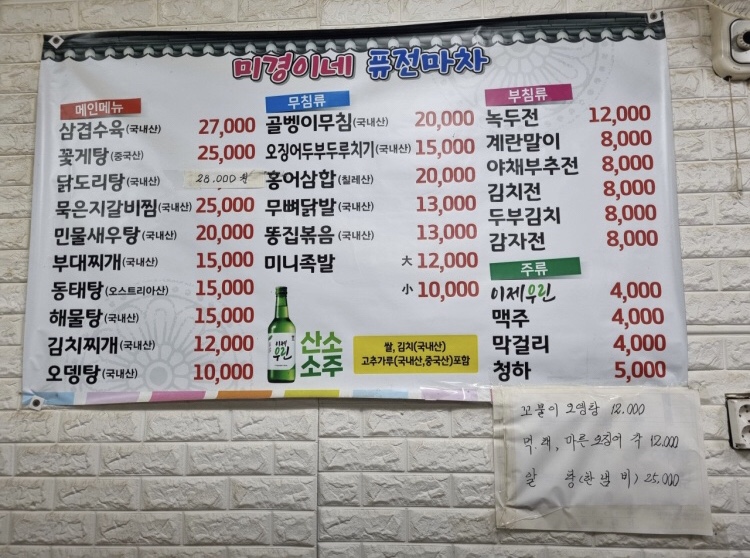 미경이네 퓨전마차
메인메뉴
삼겹수육(국내산) 27,000
꽃게탕(중국산) 25,000
닭도리탕(국내산) 28.000원
묵은지갈비찜(국내산) 25,000
민물새우탕(국내산) 20,000
부대찌개(국내산) 15,000
동태탕(오스트리아산) 15,000
해물탕(국내산) 15,000
김치찌개(국내산) 12,000
오뎅탕(국내산) 10,000
무침류
골벵이무침(국내산) 20,000
오징어두부두루치기(국내산) 15,000
홍어삼합(칠레산) 20,000
무뼈닭발(국내산) 13,000
똥집볶음(국내산) 13,000
미니족발 大 12,000
小 10,000
이제우린
산소
소주
쌀, 김치(국내산)
고추가루(국내산,중국산)포함
부침류
녹두전 12,000
계란말이 8,000
야채부추전 8,000
김치전 8,000
두부김치 8,000
감자전 8,000
주류
이제우린 4,000
맥주 4,000
막걸리 4,000
청하 5,000
꼬불이 오뎅탕 12.000
먹.태, 마른오징어 각 12.000
알 탕(한냄비) 25,000